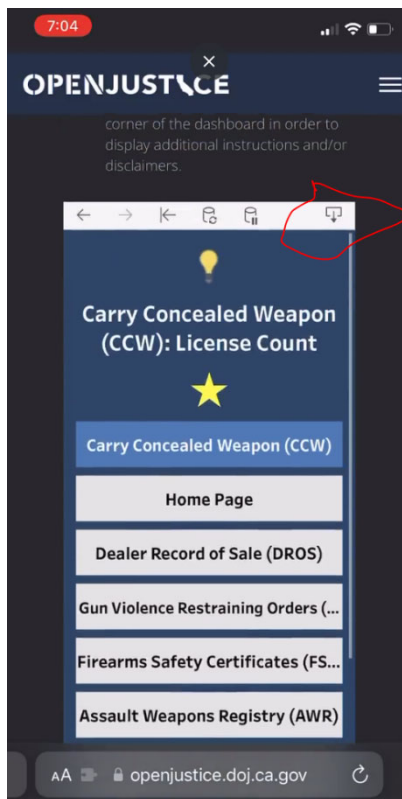 7:04
OPENJUSTICE
corner of the dashboard in order to
display additional instructions and/or
disclaimers.
Carry Concealed Weapon
(CCW): License Count
Carry Concealed Weapon (CCW)
Home Page
Dealer Record of Sale (DROS)
Gun Violence Restraining Orders (...
Firearms Safety Certificates (FS...
Assault Weapons Registry (AWR)
AA openjustice.doj.ca.gov